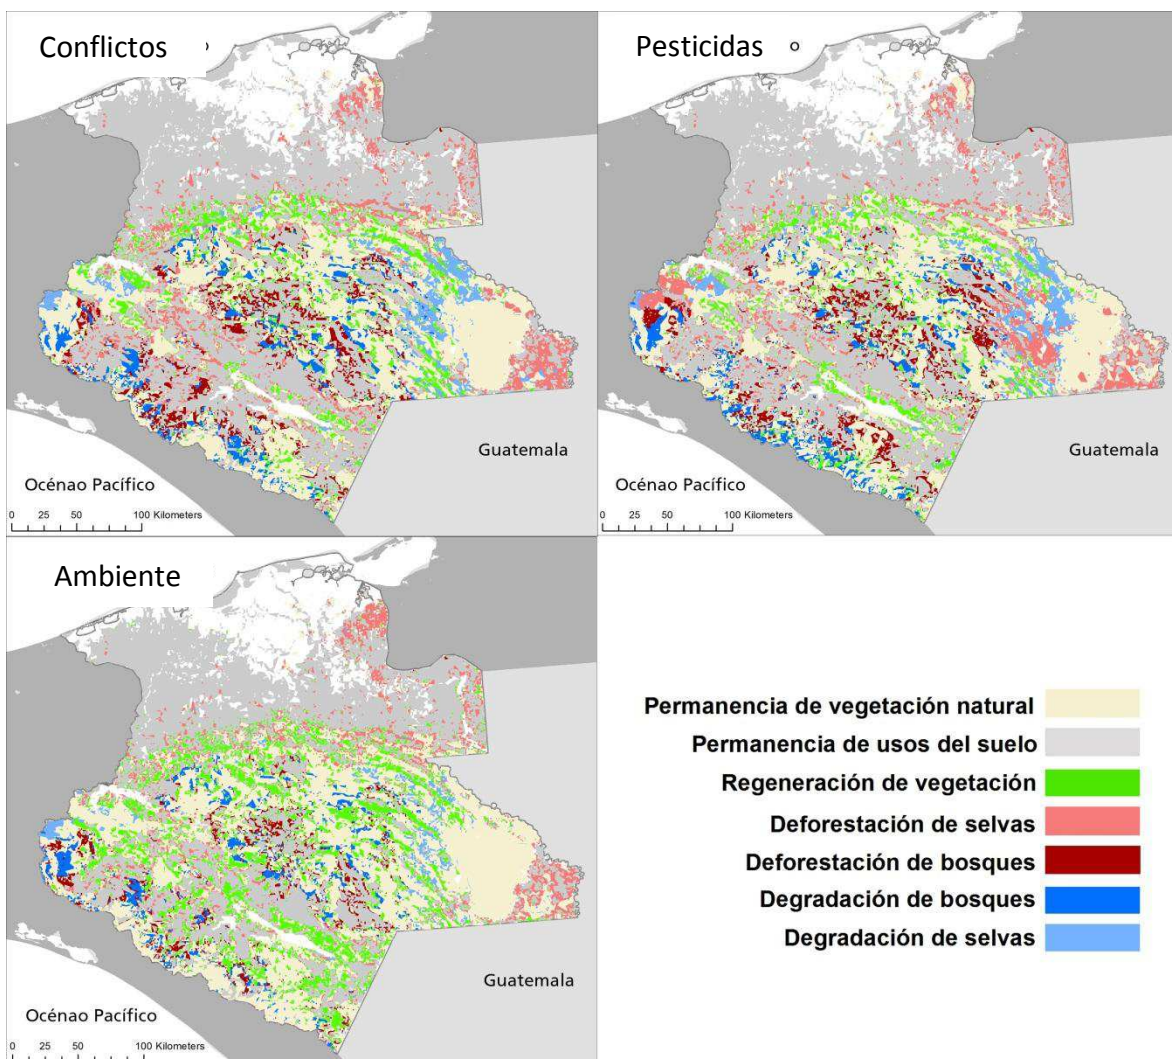 Conflictos
Guatemala
Océnao Pacífico
0 25 50 100 Kilometers
Pesticidas
Guatemala
Océnao Pacífico
0 25 50 100 Kilometers
Ambiente
Guatemala
Océnao Pacífico
0 25 50 100 Kilometers
Permanencia de vegetación natural
Permanencia de usos del suelo
Regeneración de vegetación
Deforestación de selvas
Deforestación de bosques
Degradación de bosques
Degradación de selvas